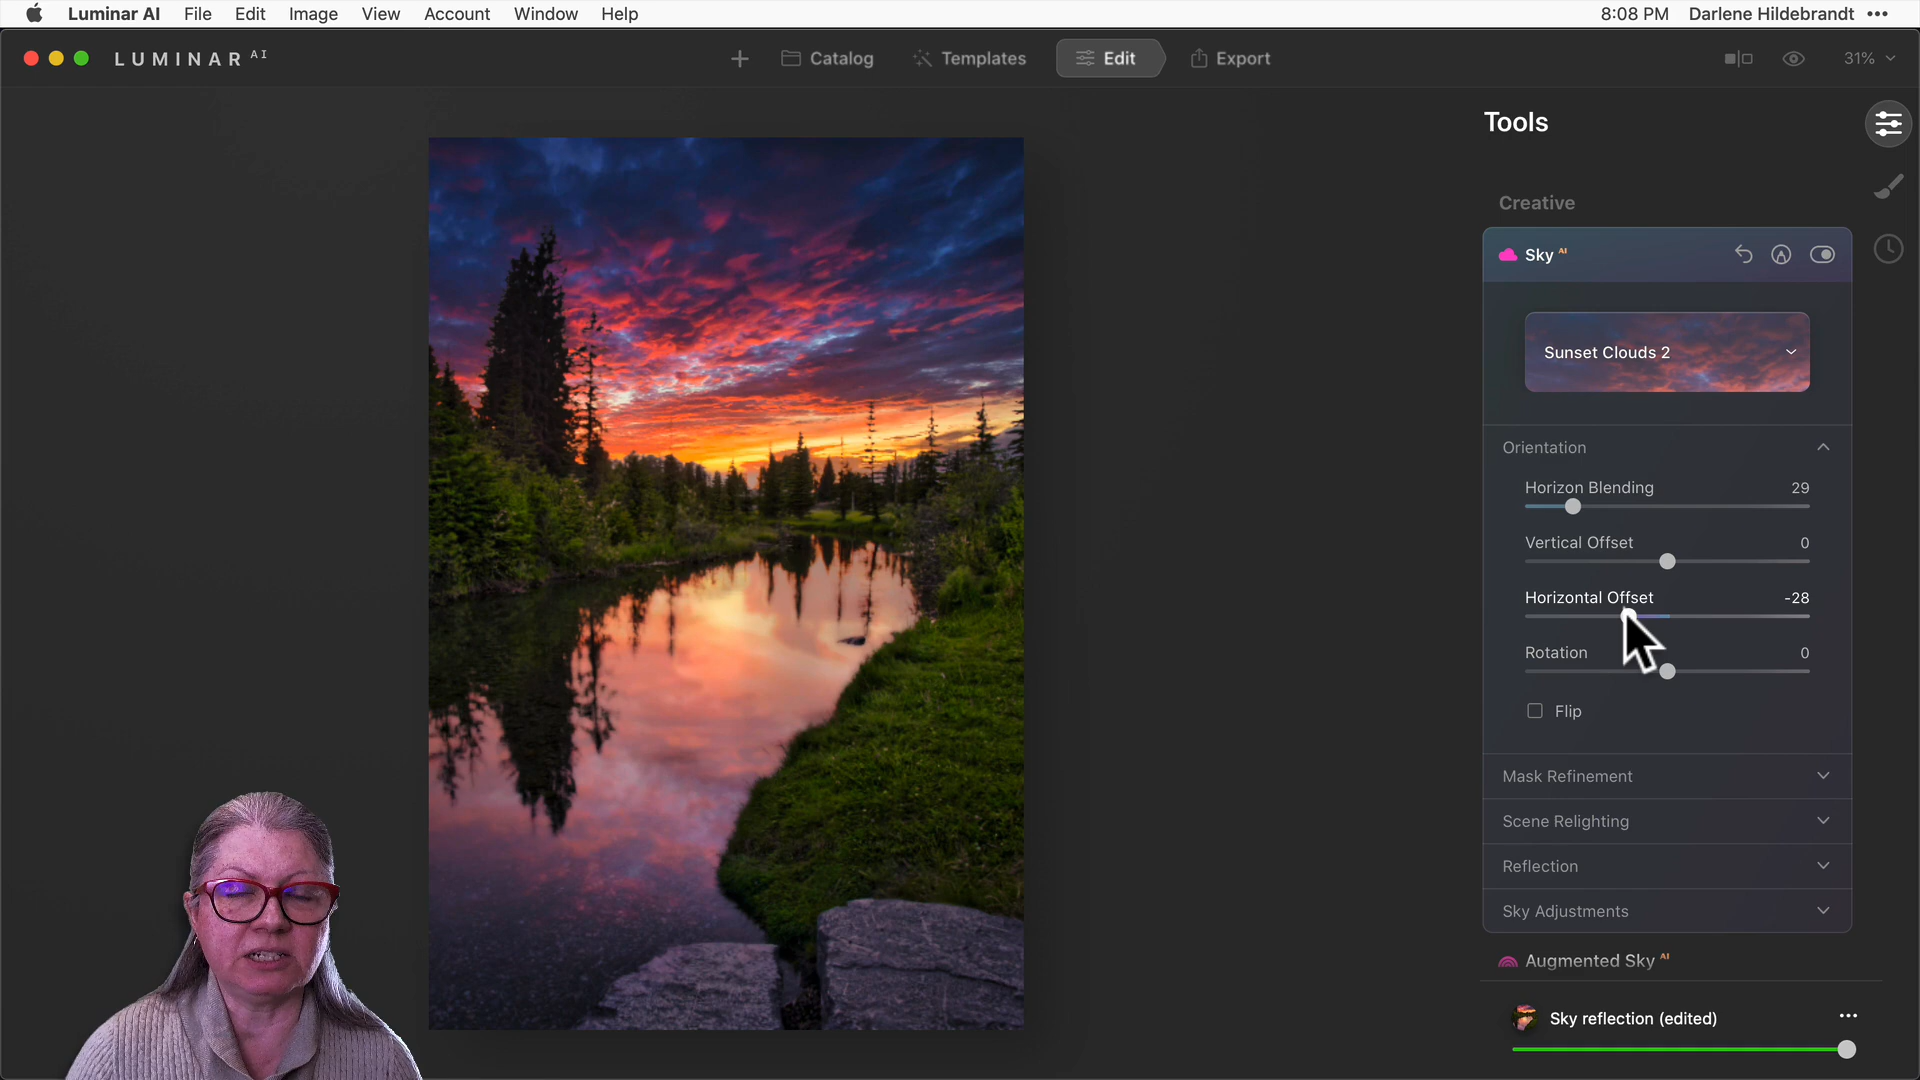 Luminar AI File Edit Image View Account Window Help 8:08 PM Darlene Hildebrandt •••
LUMINAR AI + Catalog Templates Edit Export 31%
Tools
Creative
Sky AI
Sunset Clouds 2
Orientation
Horizon Blending 29
Vertical Offset 0
Horizontal Offset -28
Rotation 0
Flip
Mask Refinement
Scene Relighting
Reflection
Sky Adjustments
Augmented Sky AI
Sky reflection (edited) •••